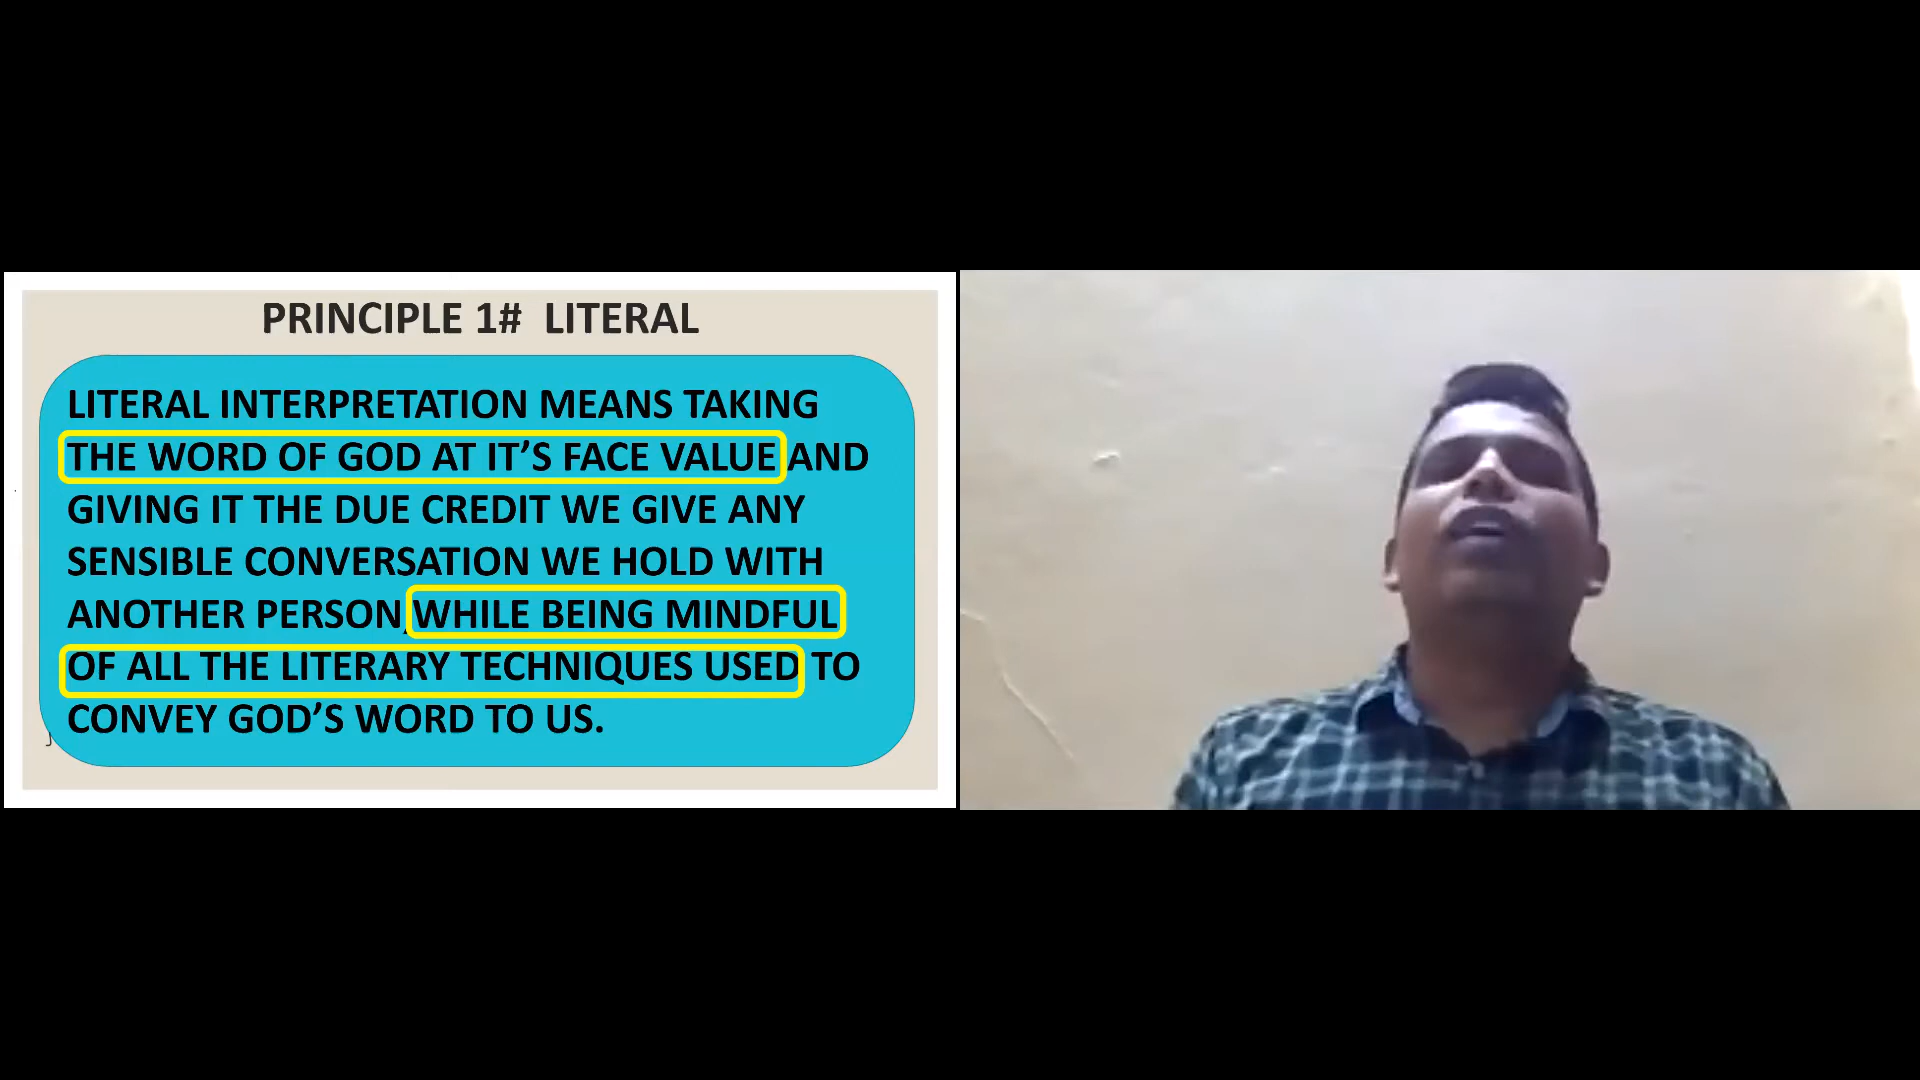 PRINCIPLE 1# LITERAL
LITERAL INTERPRETATION MEANS TAKING
THE WORD OF GOD AT IT’S FACE VALUE AND
GIVING IT THE DUE CREDIT WE GIVE ANY
SENSIBLE CONVERSATION WE HOLD WITH
ANOTHER PERSON, WHILE BEING MINDFUL
OF ALL THE LITERARY TECHNIQUES USED TO
CONVEY GOD’S WORD TO US.